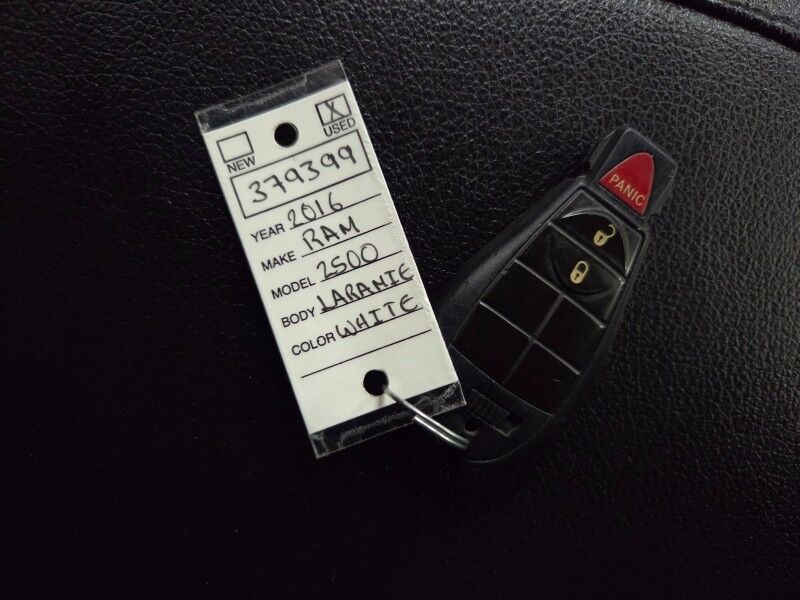 X
NEW USED
379399
YEAR 2016
MAKE RAM
MODEL 2500
BODY LARAMIE
COLOR WHITE
PANIC